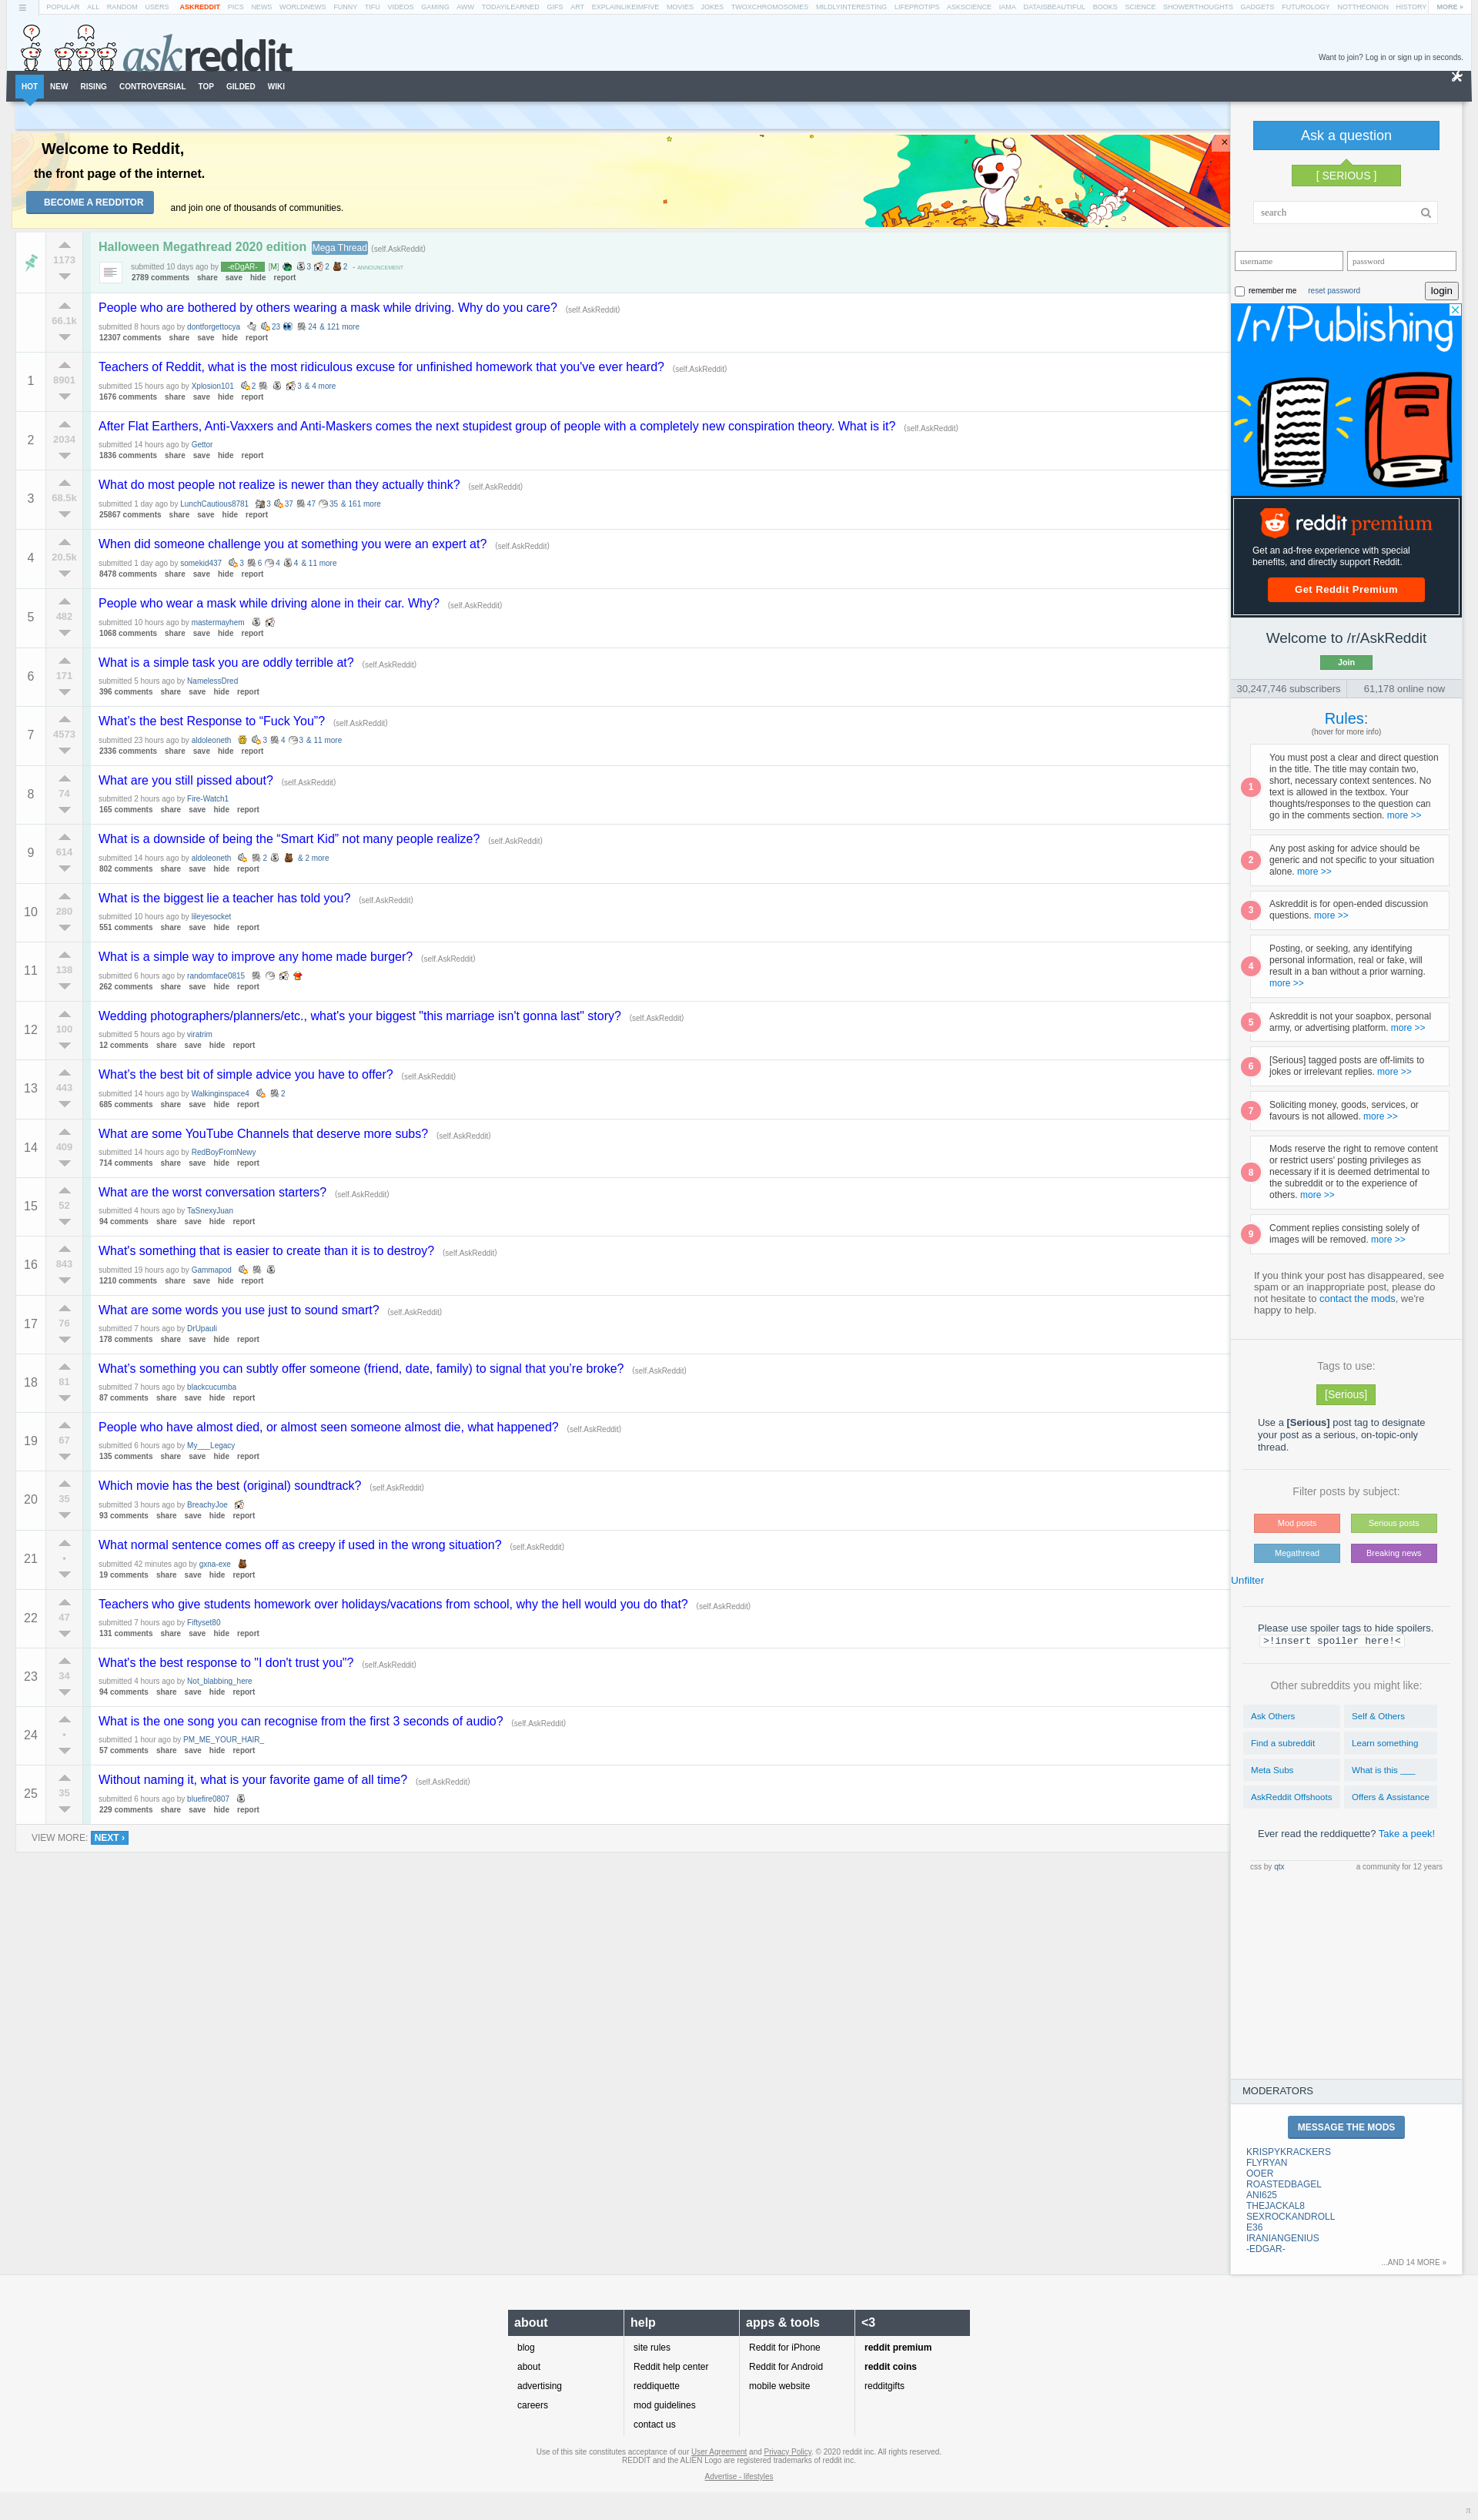 POPULAR ALL RANDOM USERS ASKREDDIT PICS NEWS WORLDNEWS FUNNY TIFU VIDEOS GAMING AWW TODAYILEARNED GIFS ART EXPLAINLIKEIMFIVE MOVIES JOKES TWOXCHROMOSOMES MILDLYINTERESTING LIFEPROTIPS ASKSCIENCE IAMA DATAISBEAUTIFUL BOOKS SCIENCE SHOWERTHOUGHTS GADGETS FUTUROLOGY NOTTHEONION HISTORY MORE »
askreddit
Want to join? Log in or sign up in seconds.
HOT NEW RISING CONTROVERSIAL TOP GILDED WIKI
Welcome to Reddit,
the front page of the internet.
BECOME A REDDITOR and join one of thousands of communities.
×
1173
Halloween Megathread 2020 edition Mega Thread (self.AskReddit)
submitted 10 days ago by -eDgAR- [M] 3 2 2 - ANNOUNCEMENT
2789 comments share save hide report
66.1k
People who are bothered by others wearing a mask while driving. Why do you care? (self.AskReddit)
submitted 8 hours ago by dontforgettocya 23 24 & 121 more
12307 comments share save hide report
1 8901
Teachers of Reddit, what is the most ridiculous excuse for unfinished homework that you've ever heard? (self.AskReddit)
submitted 15 hours ago by Xplosion101 2 3 & 4 more
1676 comments share save hide report
2 2034
After Flat Earthers, Anti-Vaxxers and Anti-Maskers comes the next stupidest group of people with a completely new conspiration theory. What is it? (self.AskReddit)
submitted 14 hours ago by Gettor
1836 comments share save hide report
3 68.5k
What do most people not realize is newer than they actually think? (self.AskReddit)
submitted 1 day ago by LunchCautious8781 3 37 47 35 & 161 more
25867 comments share save hide report
4 20.5k
When did someone challenge you at something you were an expert at? (self.AskReddit)
submitted 1 day ago by somekid437 3 6 4 4 & 11 more
8478 comments share save hide report
5 482
People who wear a mask while driving alone in their car. Why? (self.AskReddit)
submitted 10 hours ago by mastermayhem
1068 comments share save hide report
6 171
What is a simple task you are oddly terrible at? (self.AskReddit)
submitted 5 hours ago by NamelessDred
396 comments share save hide report
7 4573
What's the best Response to “Fuck You”? (self.AskReddit)
submitted 23 hours ago by aldoleoneth 3 4 3 & 11 more
2336 comments share save hide report
8 74
What are you still pissed about? (self.AskReddit)
submitted 2 hours ago by Fire-Watch1
165 comments share save hide report
9 614
What is a downside of being the “Smart Kid” not many people realize? (self.AskReddit)
submitted 14 hours ago by aldoleoneth 2 & 2 more
802 comments share save hide report
10 280
What is the biggest lie a teacher has told you? (self.AskReddit)
submitted 10 hours ago by lileyesocket
551 comments share save hide report
11 138
What is a simple way to improve any home made burger? (self.AskReddit)
submitted 6 hours ago by randomface0815
262 comments share save hide report
12 100
Wedding photographers/planners/etc., what's your biggest "this marriage isn't gonna last" story? (self.AskReddit)
submitted 5 hours ago by viratrim
12 comments share save hide report
13 443
What's the best bit of simple advice you have to offer? (self.AskReddit)
submitted 14 hours ago by Walkinginspace4 2
685 comments share save hide report
14 409
What are some YouTube Channels that deserve more subs? (self.AskReddit)
submitted 14 hours ago by RedBoyFromNewy
714 comments share save hide report
15 52
What are the worst conversation starters? (self.AskReddit)
submitted 4 hours ago by TaSnexyJuan
94 comments share save hide report
16 843
What's something that is easier to create than it is to destroy? (self.AskReddit)
submitted 19 hours ago by Gammapod
1210 comments share save hide report
17 76
What are some words you use just to sound smart? (self.AskReddit)
submitted 7 hours ago by DrUpauli
178 comments share save hide report
18 81
What's something you can subtly offer someone (friend, date, family) to signal that you’re broke? (self.AskReddit)
submitted 7 hours ago by blackcucumba
87 comments share save hide report
19 67
People who have almost died, or almost seen someone almost die, what happened? (self.AskReddit)
submitted 6 hours ago by My___Legacy
135 comments share save hide report
20 35
Which movie has the best (original) soundtrack? (self.AskReddit)
submitted 3 hours ago by BreachyJoe
93 comments share save hide report
21 •
What normal sentence comes off as creepy if used in the wrong situation? (self.AskReddit)
submitted 42 minutes ago by gxna-exe
19 comments share save hide report
22 47
Teachers who give students homework over holidays/vacations from school, why the hell would you do that? (self.AskReddit)
submitted 7 hours ago by Fiftyset80
131 comments share save hide report
23 34
What's the best response to "I don't trust you"? (self.AskReddit)
submitted 4 hours ago by Not_blabbing_here
94 comments share save hide report
24 •
What is the one song you can recognise from the first 3 seconds of audio? (self.AskReddit)
submitted 1 hour ago by PM_ME_YOUR_HAIR_
57 comments share save hide report
25 35
Without naming it, what is your favorite game of all time? (self.AskReddit)
submitted 6 hours ago by bluefire0807
229 comments share save hide report
VIEW MORE: NEXT ›
Ask a question
[ SERIOUS ]
search
username password
remember me reset password login
/r/Publishing
reddit premium
Get an ad-free experience with special
benefits, and directly support Reddit.
Get Reddit Premium
Welcome to /r/AskReddit
Join
30,247,746 subscribers 61,178 online now
Rules:
(hover for more info)
1
You must post a clear and direct question
in the title. The title may contain two,
short, necessary context sentences. No
text is allowed in the textbox. Your
thoughts/responses to the question can
go in the comments section. more >>
2
Any post asking for advice should be
generic and not specific to your situation
alone. more >>
3
Askreddit is for open-ended discussion
questions. more >>
4
Posting, or seeking, any identifying
personal information, real or fake, will
result in a ban without a prior warning.
more >>
5
Askreddit is not your soapbox, personal
army, or advertising platform. more >>
6
[Serious] tagged posts are off-limits to
jokes or irrelevant replies. more >>
7
Soliciting money, goods, services, or
favours is not allowed. more >>
8
Mods reserve the right to remove content
or restrict users' posting privileges as
necessary if it is deemed detrimental to
the subreddit or to the experience of
others. more >>
9
Comment replies consisting solely of
images will be removed. more >>
If you think your post has disappeared, see
spam or an inappropriate post, please do
not hesitate to contact the mods, we're
happy to help.
Tags to use:
[Serious]
Use a [Serious] post tag to designate
your post as a serious, on-topic-only
thread.
Filter posts by subject:
Mod posts Serious posts
Megathread Breaking news
Unfilter
Please use spoiler tags to hide spoilers.
>!insert spoiler here!<
Other subreddits you might like:
Ask Others Self & Others
Find a subreddit Learn something
Meta Subs What is this ___
AskReddit Offshoots Offers & Assistance
Ever read the reddiquette? Take a peek!
css by qtx a community for 12 years
MODERATORS
MESSAGE THE MODS
KRISPYKRACKERS
FLYRYAN
OOER
ROASTEDBAGEL
ANI625
THEJACKAL8
SEXROCKANDROLL
E36
IRANIANGENIUS
-EDGAR-
...AND 14 MORE »
about help apps & tools <3
blog site rules Reddit for iPhone reddit premium
about Reddit help center Reddit for Android reddit coins
advertising reddiquette mobile website redditgifts
careers mod guidelines
contact us
Use of this site constitutes acceptance of our User Agreement and Privacy Policy. © 2020 reddit inc. All rights reserved.
REDDIT and the ALIEN Logo are registered trademarks of reddit inc.
Advertise - lifestyles
π